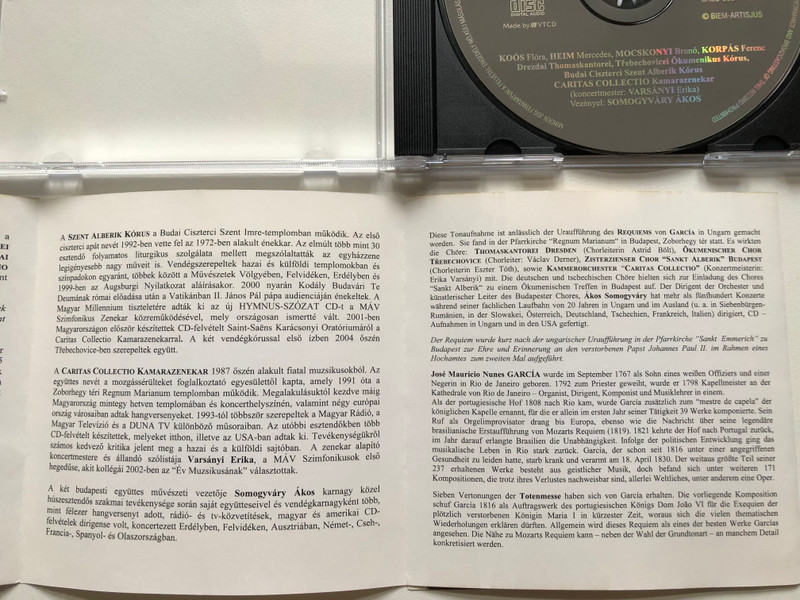 disc
DIGITAL AUDIO
Made by VTCD
© BIEM-ARTISJUS
KOÓS Flóra, HEIM Mercedes, MOCSKONYI Brunó, KORPÁS Ferenc
Drezdai Thomaskantorei, Třebechovicei Ökumenikus Kórus,
Budai Ciszterci Szent Alberik Kórus
CARITAS COLLECTIO Kamarazenekar
(koncertmester: VARSÁNYI Erika)
Vezényel: SOMOGYVÁRY ÁKOS
A SZENT ALBERIK KÓRUS a Budai Ciszterci Szent Imre-templomban működik. Az első
ciszterci apát nevét 1992-ben vette fel az 1972-ben alakult énekkar. Az elmúlt több mint 30
esztendő folyamatos liturgikus szolgálata mellett megszólaltatták az egyházzene
legigényesebb nagy műveit is. Vendégszerepeltek hazai és külföldi templomokban és
színpadokon egyaránt, többek között a Művészetek Völgyében, Felvidéken, Erdélyben és
1999-ben az Augsburgi Nyilatkozat aláírásakor. 2000 nyarán Kodály Budavári Te
Deumának római előadása után a Vatikánban II. János Pál pápa audienciáján énekeltek. A
Magyar Millennium tiszteletére adták ki az új HYMNUS-SZÓZAT CD-t a MÁV
Szimfonikus Zenekar közreműködésével, mely országosan ismertté vált. 2001-ben
Magyarországon először készítettek CD-felvételt Saint-Saëns Karácsonyi Oratóriumáról a
Caritas Collectio Kamarazenekarral. A két vendégkórussal első ízben 2004 őszén
Třebechovice-ben szerepeltek együtt.
A CARITAS COLLECTIO KAMARAZENEKAR 1987 őszén alakult fiatal muzsikusokból. Az
együttes nevét a mozgássérülteket foglalkoztató egyesülettől kapta, amely 1991 óta a
Zoborhegy téri Regnum Marianum templomban működik. Megalakulásuktól kezdve máig
Magyarország mintegy hetven templomában és koncerthelyszínén, valamint négy európai
ország városaiban adtak hangversenyeket. 1993-tól többször szerepeltek a Magyar Rádió, a
Magyar Televízió és a DUNA TV különböző műsoraiban. Az utóbbi esztendőkben több
CD-felvételt készítettek, melyeket itthon, illetve az USA-ban adtak ki. Tevékenységükről
számos kedvező kritika jelent meg a hazai és a külföldi sajtóban. A zenekar alapító
koncertmestere és állandó szólistája Varsányi Erika, a MÁV Szimfonikusok első
hegedűse, akit kollégái 2002-ben az “Év Muzsikusának” választottak.
A két budapesti együttes művészeti vezetője Somogyváry Ákos karnagy közel
húszesztendős szakmai tevékenysége során saját együtteseivel és vendégkarnagyként több,
mint félezer hangversenyt adott, rádió- és tv-közvetítések, magyar és amerikai CD-
felvételek dirigense volt, koncertezett Erdélyben, Felvidéken, Ausztriában, Német-, Cseh-,
Francia-, Spanyol- és Olaszországban.
Diese Tonaufnahme ist anlässlich der Uraufführung des REQUIEMS von GARCÍA in Ungarn gemacht
worden. Sie fand in der Pfarrkirche “Regnum Marianum” in Budapest, Zoborhegy tér statt. Es wirkten
die Chöre: THOMASKANTOREI DRESDEN (Chorleiterin Astrid Bölt), ÖKUMENISCHER CHOR
TŘEBECHOVICE (Chorleiter: Václav Derner), ZISTERZIENSER CHOR “SANKT ALBERIK” BUDAPEST
(Chorleiterin Eszter Tóth), sowie KAMMERORCHESTER “CARITAS COLLECTIO” (Konzermeisterin:
Erika Varsányi) mit. Die deutschen und tschechischen Chöre hielten sich zur Einladung des Chores
“Sankt Alberik” zu einem Ökumenischen Treffen in Budapest auf. Der Dirigent der Orchester und
künstlerischer Leiter des Budapester Chores, Ákos Somogyváry hat mehr als fünfhundert Konzerte
während seiner fachlichen Laufbahn von 20 Jahren in Ungarn und im Ausland (u. a. in Siebenbürgen-
Rumänien, in der Slowakei, Österreich, Deutschland, Tschechien, Frankreich, Italien) dirigiert, CD –
Aufnahmen in Ungarn und in den USA gefertigt.
Der Requiem wurde kurz nach der ungarischer Uraufführung in der Pfarrkirche "Sankt Emmerich" zu
Budapest zur Ehre und Erinnerung an den verstorbenen Papst Johannes Paul II. im Rahmen eines
Hochamtes zum zweiten Mal aufgeführt.
José Maurício Nunes GARCÍA wurde im September 1767 als Sohn eines weißen Offiziers und einer
Negerin in Rio de Janeiro geboren. 1792 zum Priester geweiht, wurde er 1798 Kapellmeister an der
Kathedrale von Rio de Janeiro – Organist, Dirigent, Komponist und Musiklehrer in einem.
Als der portugiesische Hof 1808 nach Rio kam, wurde García zusätzlich zum “mestre de capela” der
königlichen Kapelle ernannt, für die er allein im ersten Jahr seiner Tätigkeit 39 Werke komponierte. Sein
Ruf als Orgelimprovisator drang bis Europa, ebenso wie die Nachricht über seine legendäre
brasilianische Erstaufführung von Mozarts Requiem (1819). 1821 kehrte der Hof nach Portugal zurück,
im Jahr darauf erlangte Brasilien die Unabhängigkeit. Infolge der politischen Entwicklung ging das
musikalische Leben in Rio stark zurück. García, der schon seit 1816 unter einer angegriffenen
Gesundheit zu leiden hatte, starb krank und verarmt am 18. April 1830. Der weitaus größte Teil seiner
237 erhaltenen Werke besteht aus geistlicher Musik, doch befand sich unter weiteren 171
Kompositionen, die trotz ihres Verlustes nachweisbar sind, allerlei Weltliches, unter anderem eine Oper.
Sieben Vertonungen der Totenmesse haben sich von García erhalten. Die vorliegende Komposition
schuf García 1816 als Auftragswerk des portugiesischen Königs Dom João VI für die Exequien der
plötzlich verstorbenen Königin Maria I in kürzester Zeit, woraus sich die vielen thematischen
Wiederholungen erklären dürften. Allgemein wird dieses Requiem als eines der besten Werke Garcías
angesehen. Die Nähe zu Mozarts Requiem kann – neben der Wahl der Grundtonart – an manchem Detail
konkretisiert werden.